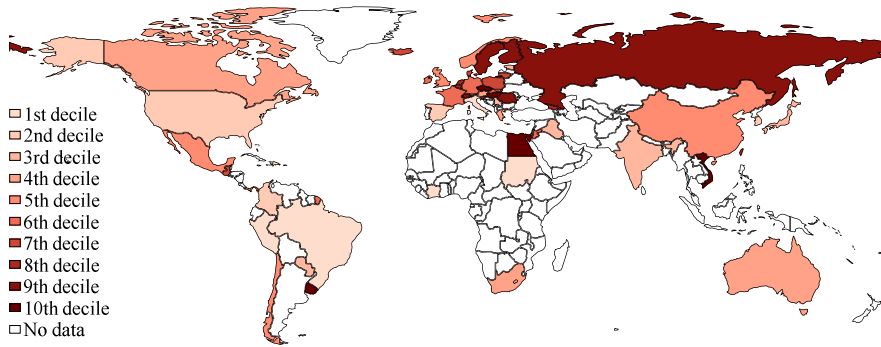 1st decile
2nd decile
3rd decile
4th decile
5th decile
6th decile
7th decile
8th decile
9th decile
10th decile
No data